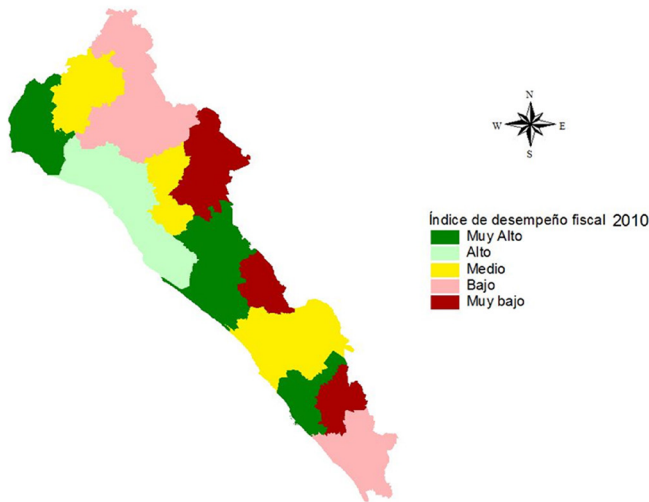 N
W E
S
Índice de desempeño fiscal 2010
Muy Alto
Alto
Medio
Bajo
Muy bajo